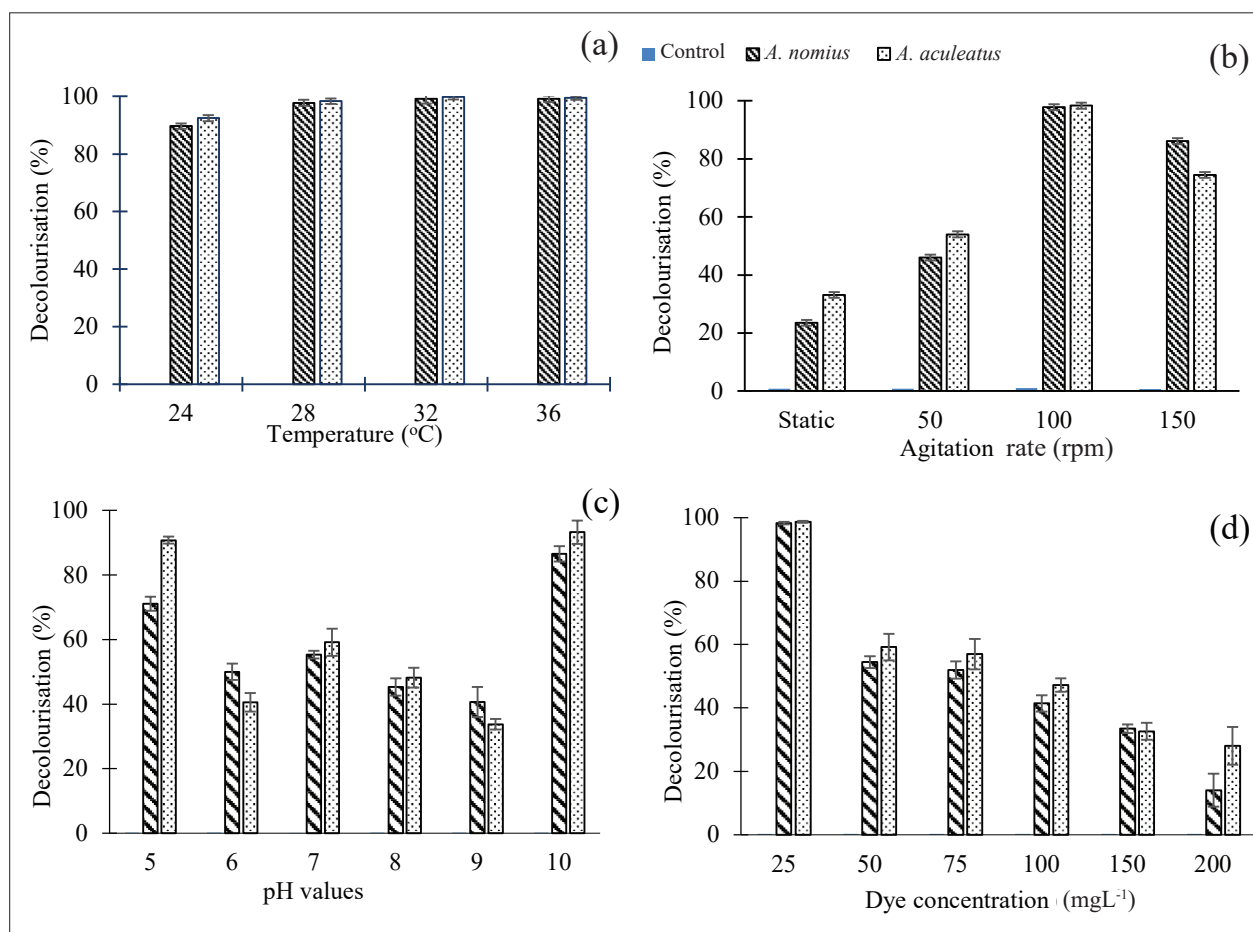 (a)
Decolourisation (%)
100
80
60
40
20
0
24 28 32 36
Temperature (°C)
Control A. nomius A. aculeatus
(b)
Decolourisation (%)
100
80
60
40
20
0
Static 50 100 150
Agitation rate (rpm)
(c)
Decolourisation (%)
100
80
60
40
20
0
5 6 7 8 9 10
pH values
(d)
Decolourisation (%)
100
80
60
40
20
0
25 50 75 100 150 200
Dye concentration (mgL⁻¹)